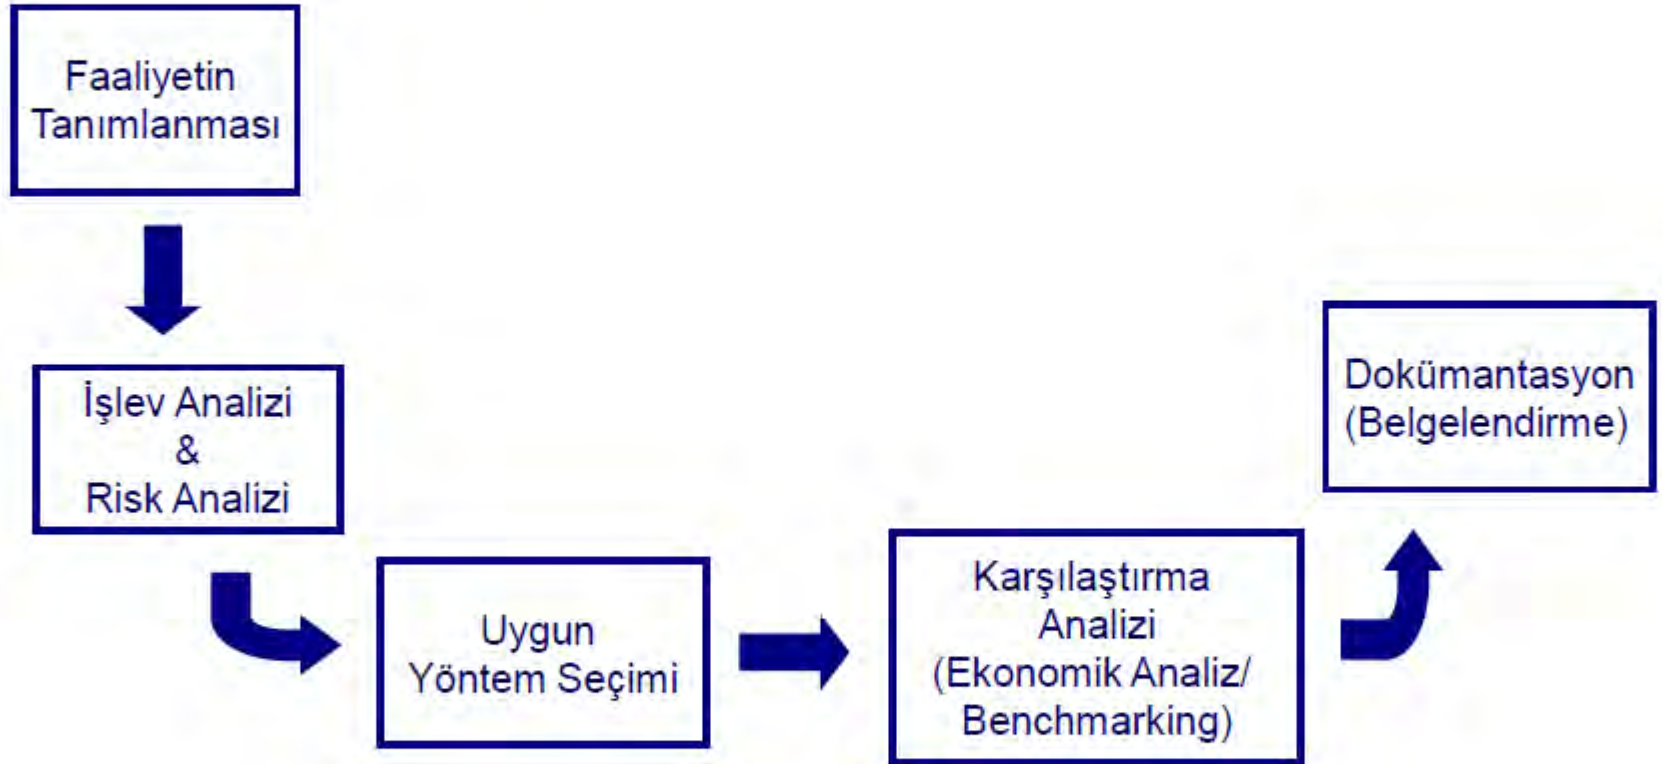 Faaliyetin
Tanımlanması
İşlev Analizi
&
Risk Analizi
Uygun
Yöntem Seçimi
Karşılaştırma
Analizi
(Ekonomik Analiz/
Benchmarking)
Dokümantasyon
(Belgelendirme)